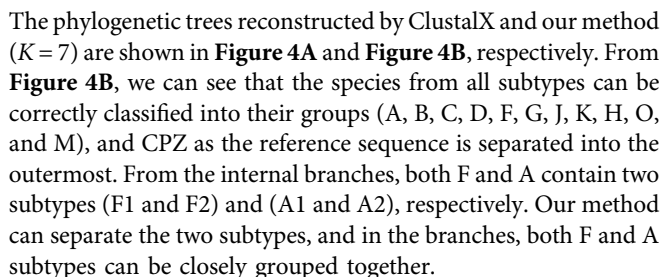 The phylogenetic trees reconstructed by ClustalX and our method
(K = 7) are shown in Figure 4A and Figure 4B, respectively. From
Figure 4B, we can see that the species from all subtypes can be
correctly classified into their groups (A, B, C, D, F, G, J, K, H, O,
and M), and CPZ as the reference sequence is separated into the
outermost. From the internal branches, both F and A contain two
subtypes (F1 and F2) and (A1 and A2), respectively. Our method
can separate the two subtypes, and in the branches, both F and A
subtypes can be closely grouped together.